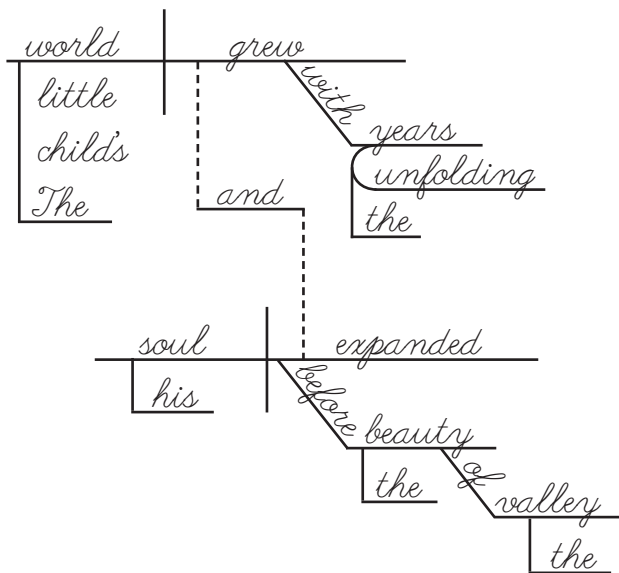 world grew
with
little
years
child's
unfolding
The
and
the
soul expanded
before
his
beauty
of
the
valley
the